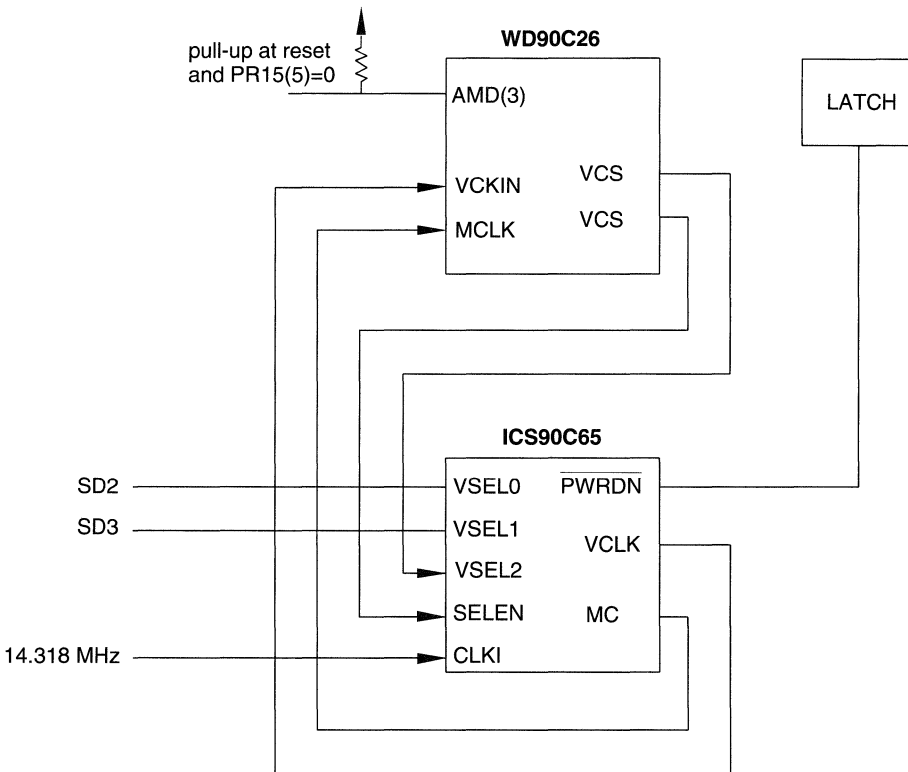 WD90C26
pull-up at reset
and PR15(5)=0
AMD(3)
LATCH
VCKIN
VCS
MCLK
VCS
ICS90C65
SD2
VSEL0
PWRDN
SD3
VSEL1
VCLK
VSEL2
SELEN
MC
14.318 MHz
CLKI